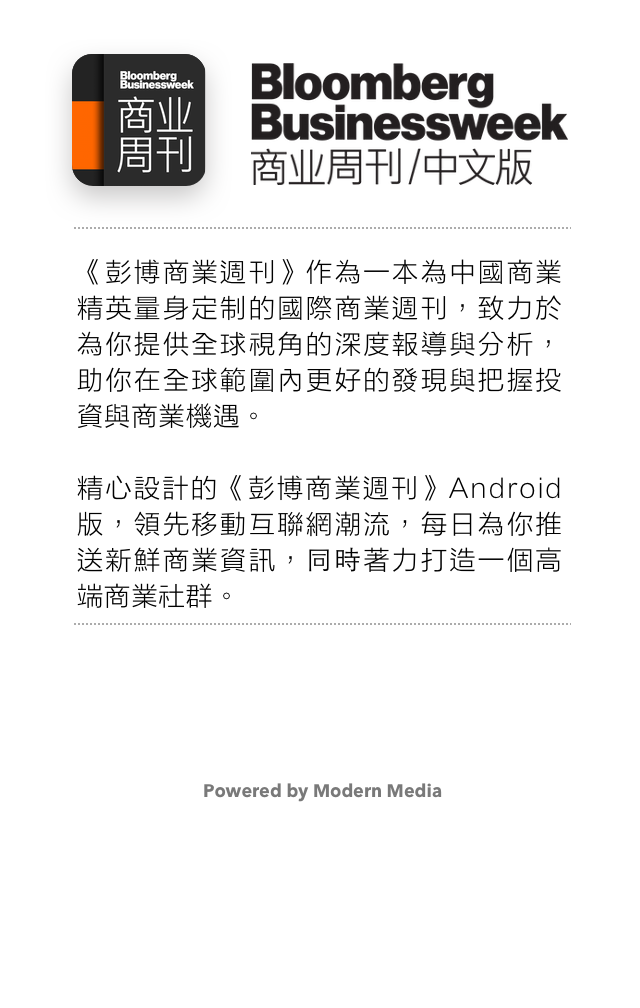 Bloomberg
Businessweek
商业
周刊
Bloomberg
Businessweek
商业周刊/中文版
《彭博商業週刊》作為一本為中國商業
精英量身定制的國際商業週刊，致力於
為你提供全球視角的深度報導與分析，
助你在全球範圍內更好的發現與把握投
資與商業機遇。
精心設計的《彭博商業週刊》Android
版，領先移動互聯網潮流，每日為你推
送新鮮商業資訊，同時著力打造一個高
端商業社群。
Powered by Modern Media